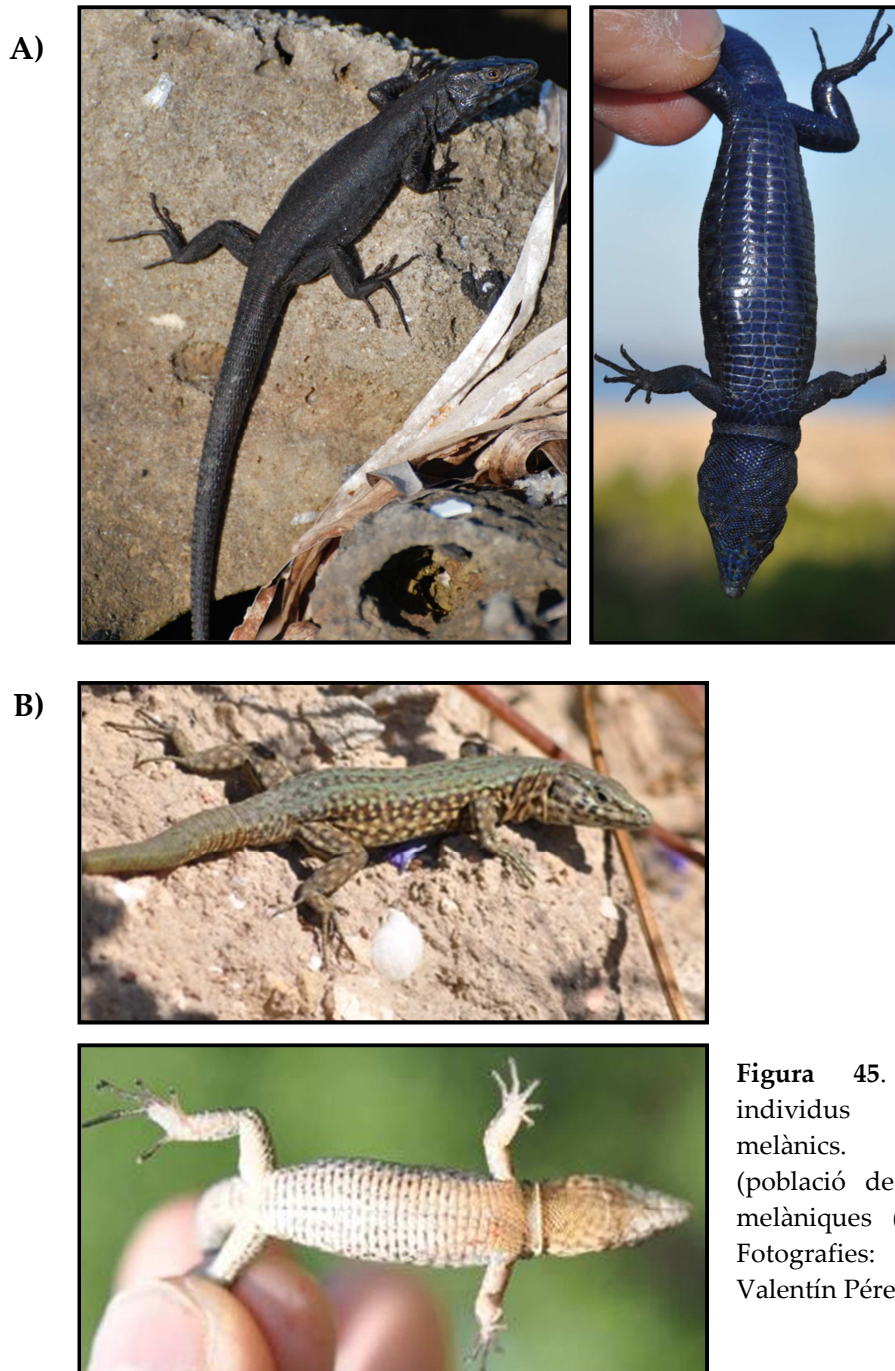 A)
B)
Figura 45.
individus
melànics.
(població de
melàniques (
Fotografies:
Valentín Pére